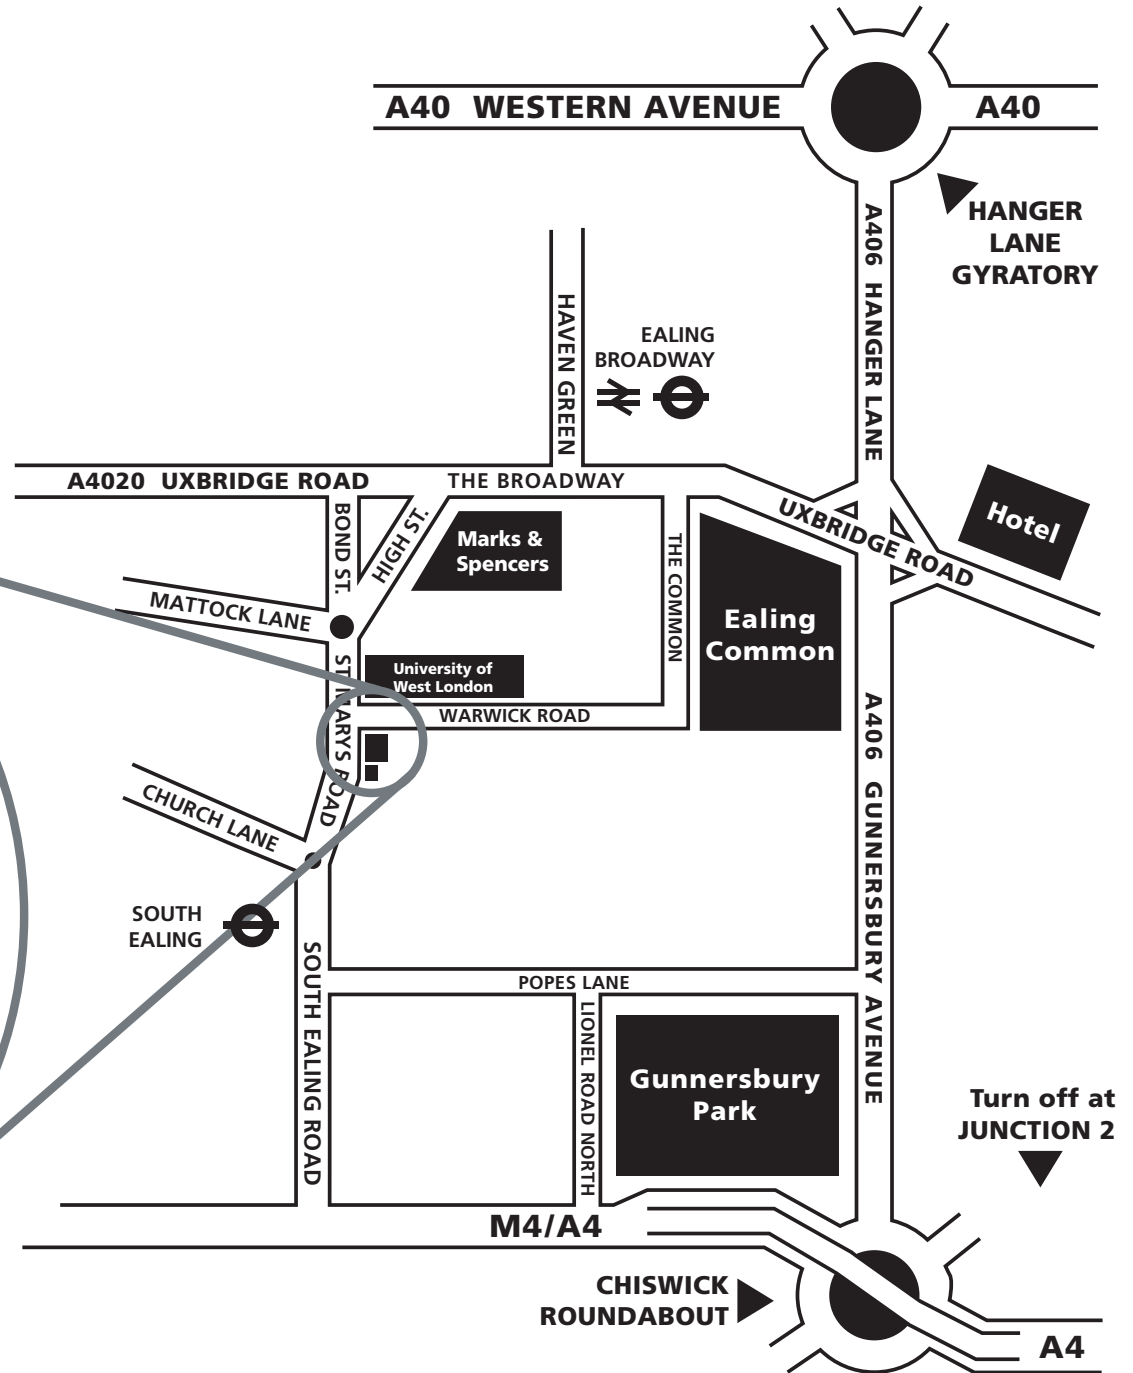 A40 WESTERN AVENUE
A40
HANGER
LANE
GYRATORY
A406 HANGER LANE
HAVEN GREEN
EALING
BROADWAY
A4020 UXBRIDGE ROAD
THE BROADWAY
UXBRIDGE ROAD
Hotel
BOND ST.
HIGH ST.
Marks &
Spencers
THE COMMON
Ealing
Common
MATTOCK LANE
ST MARYS ROAD
University of
West London
WARWICK ROAD
A406 GUNNERSBURY AVENUE
CHURCH LANE
SOUTH
EALING
SOUTH EALING ROAD
POPES LANE
LIONEL ROAD NORTH
Gunnersbury
Park
Turn off at
JUNCTION 2
M4/A4
CHISWICK
ROUNDABOUT
A4